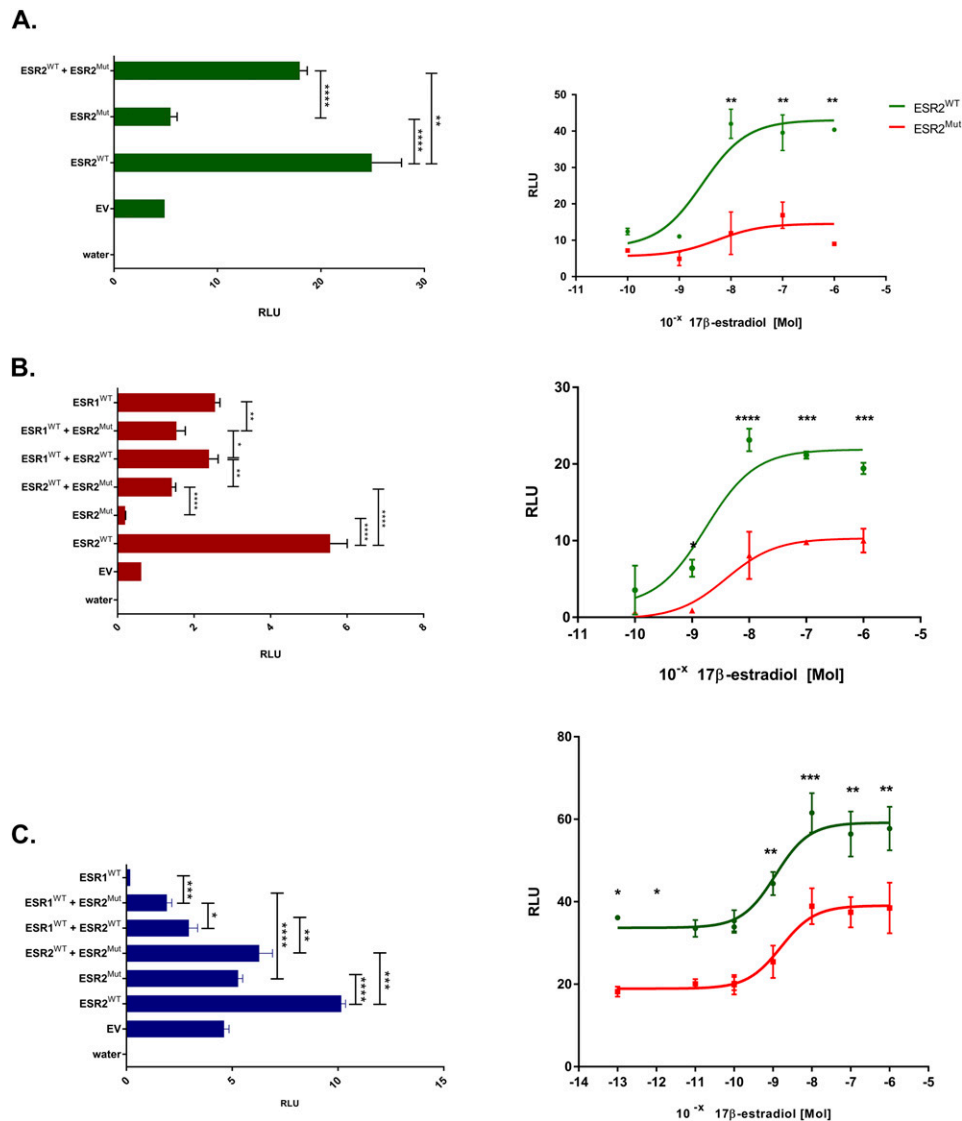 A.
ESR2WT + ESR2Mut
ESR2Mut
ESR2WT
EV
water
0 10 20 30
RLU
****
****
**
50
40
30
20
10
0
RLU
-11 -10 -9 -8 -7 -6 -5
10-x 17β-estradiol [Mol]
** ** **
ESR2WT
ESR2Mut
B.
ESR1WT
ESR1WT + ESR2Mut
ESR1WT + ESR2WT
ESR2WT + ESR2Mut
ESR2Mut
ESR2WT
EV
water
0 2 4 6 8
RLU
**
*
**
****
****
****
30
20
10
0
RLU
-11 -10 -9 -8 -7 -6 -5
10-x 17β-estradiol [Mol]
* **** *** ***
C.
ESR1WT
ESR1WT + ESR2Mut
ESR1WT + ESR2WT
ESR2WT + ESR2Mut
ESR2Mut
ESR2WT
EV
water
0 5 10 15
RLU
***
*
****
**
****
***
80
60
40
20
0
RLU
-14 -13 -12 -11 -10 -9 -8 -7 -6 -5
10-x 17β-estradiol [Mol]
* * ** *** ** **